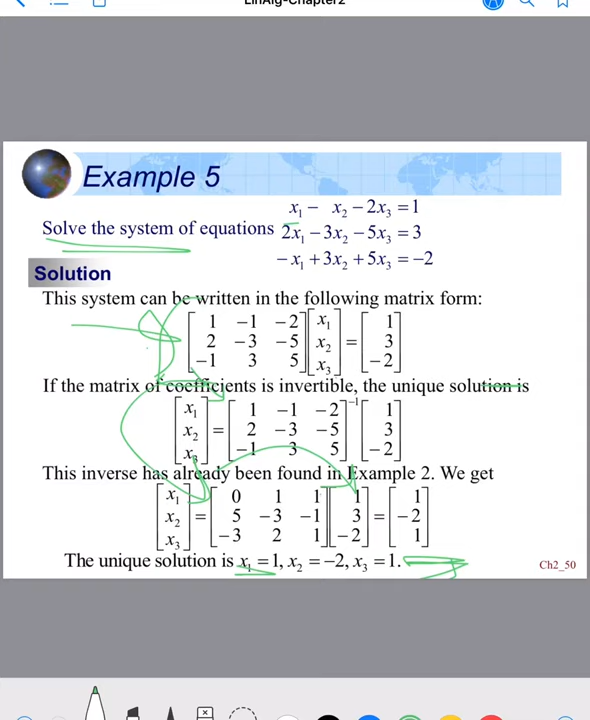 LinAlg-Chapter2
Example 5
x₁ − x₂ − 2x₃ = 1
Solve the system of equations 2x₁ − 3x₂ − 5x₃ = 3
− x₁ + 3x₂ + 5x₃ = −2
Solution
This system can be written in the following matrix form:
[1 −1 −2] [x₁] [1]
[2 −3 −5] [x₂] = [3]
[−1 3 5] [x₃] [−2]
If the matrix of coefficients is invertible, the unique solution is
[x₁] [1 −1 −2]⁻¹ [1]
[x₂] = [2 −3 −5] [3]
[x₃] [−1 3 5] [−2]
This inverse has already been found in Example 2. We get
[x₁] [0 1 1] [1] [1]
[x₂] = [5 −3 −1] [3] = [−2]
[x₃] [−3 2 1] [−2] [1]
The unique solution is x₁ = 1, x₂ = −2, x₃ = 1.
Ch2_50